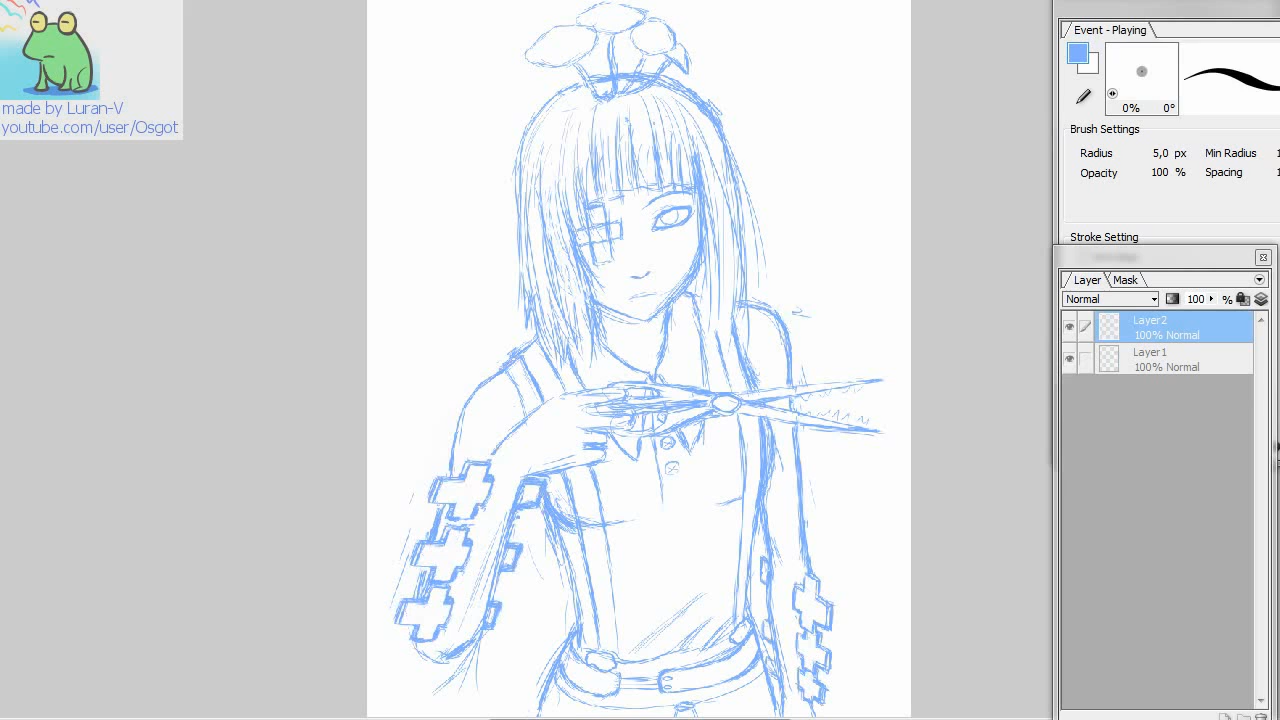 made by Luran-V
youtube.com/user/Osgot
Event - Playing
0% 0°
Brush Settings
Radius 5,0 px Min Radius
Opacity 100 % Spacing
Stroke Setting
Layer Mask
Normal 100 %
Layer2
100% Normal
Layer1
100% Normal